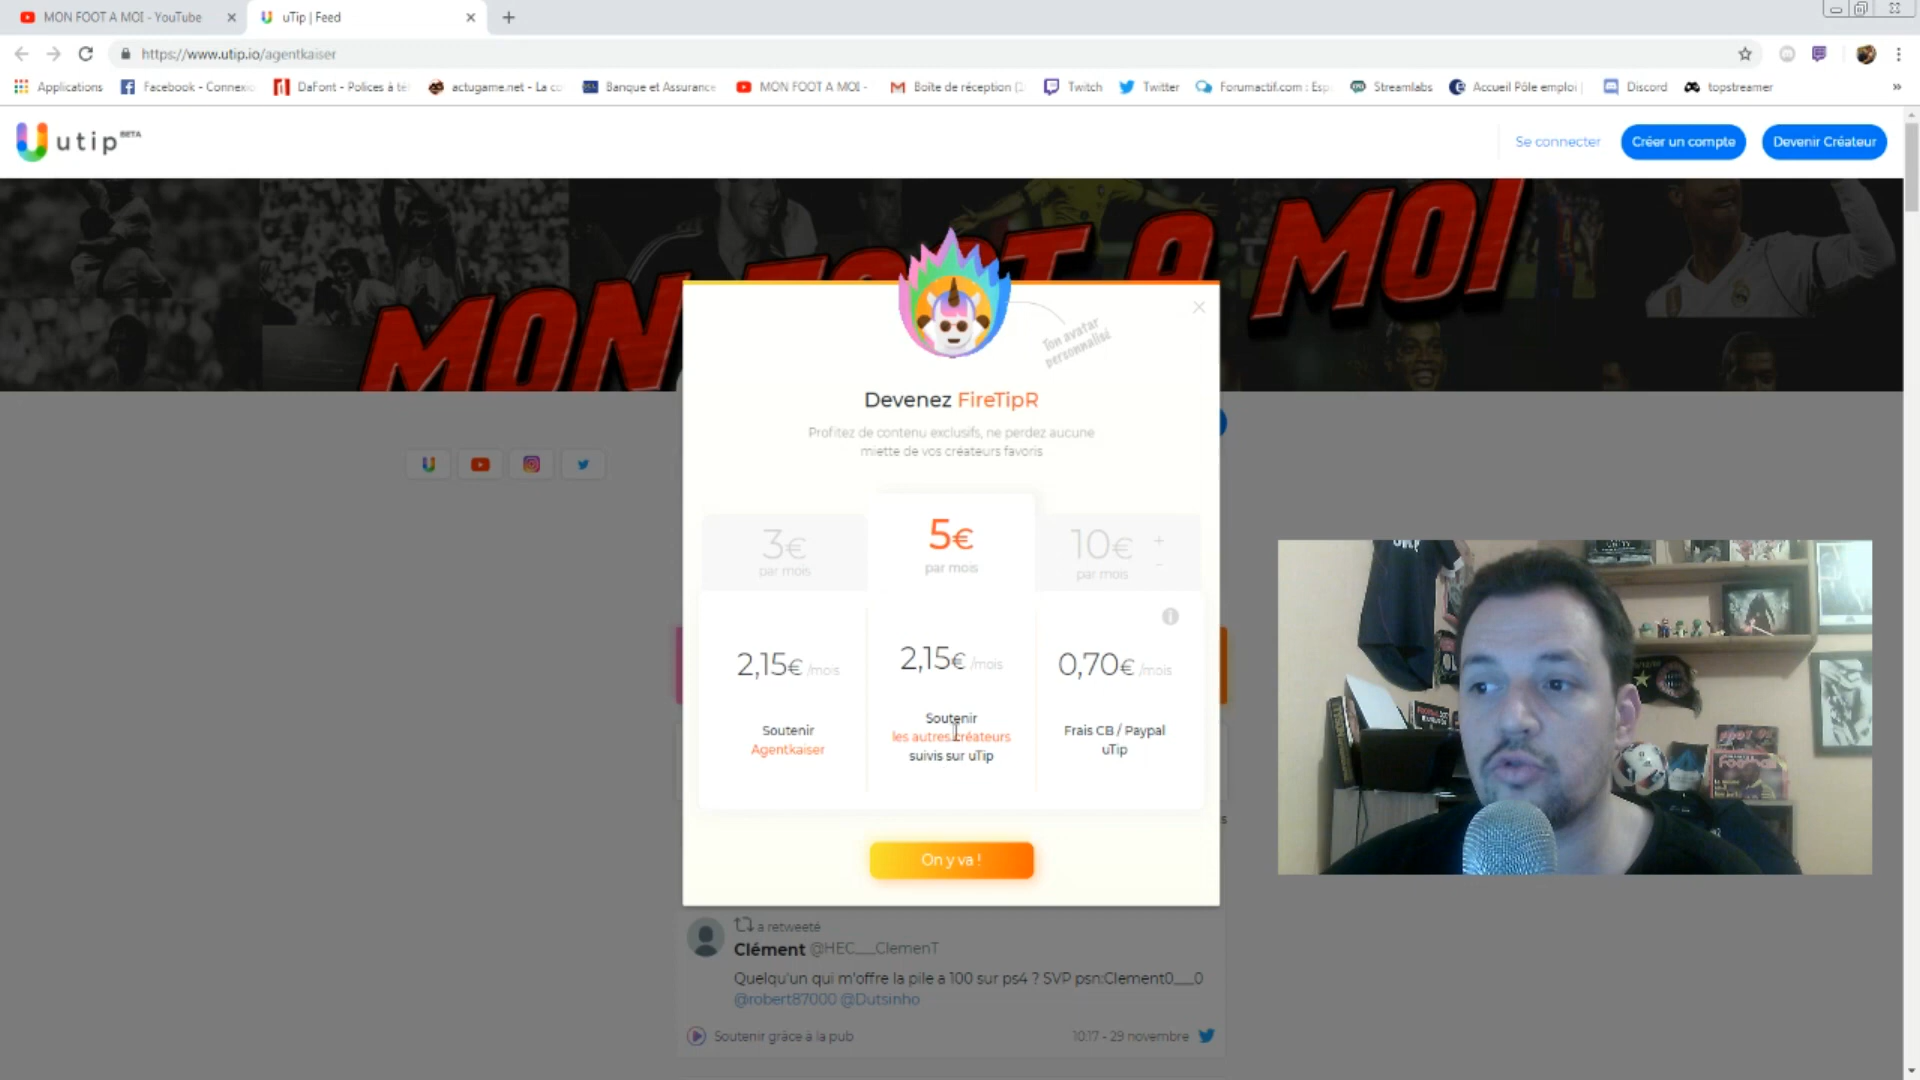 MON FOOT A MOI - YouTube
uTip | Feed
https://www.utip.io/agentkaiser
Applications
Facebook - Connexio
DaFont - Polices à té
actugame.net - La co
Banque et Assurance
MON FOOT A MOI -
Boîte de réception (
Twitch
Twitter
Forumactif.com : Esp
Streamlabs
Accueil Pôle emploi
Discord
topstreamer
utip BETA
Se connecter
Créer un compte
Devenir Créateur
MON FOOT A MOI
Ton avatar
personnalisé
Devenez FireTipR
Profitez de contenu exclusifs, ne perdez aucune
miette de vos créateurs favoris
3€
par mois
5€
par mois
10€
par mois
2,15€ /mois
Soutenir
Agentkaiser
2,15€ /mois
Soutenir
les autres créateurs
suivis sur uTip
0,70€ /mois
Frais CB / Paypal
uTip
On y va !
a retweeté
Clément @HEC___ClemenT
Quelqu'un qui m'offre la pile a 100 sur ps4 ? SVP psn:Clement0___0
@robert87000 @Dutsinho
Soutenir grâce à la pub
10:17 - 29 novembre